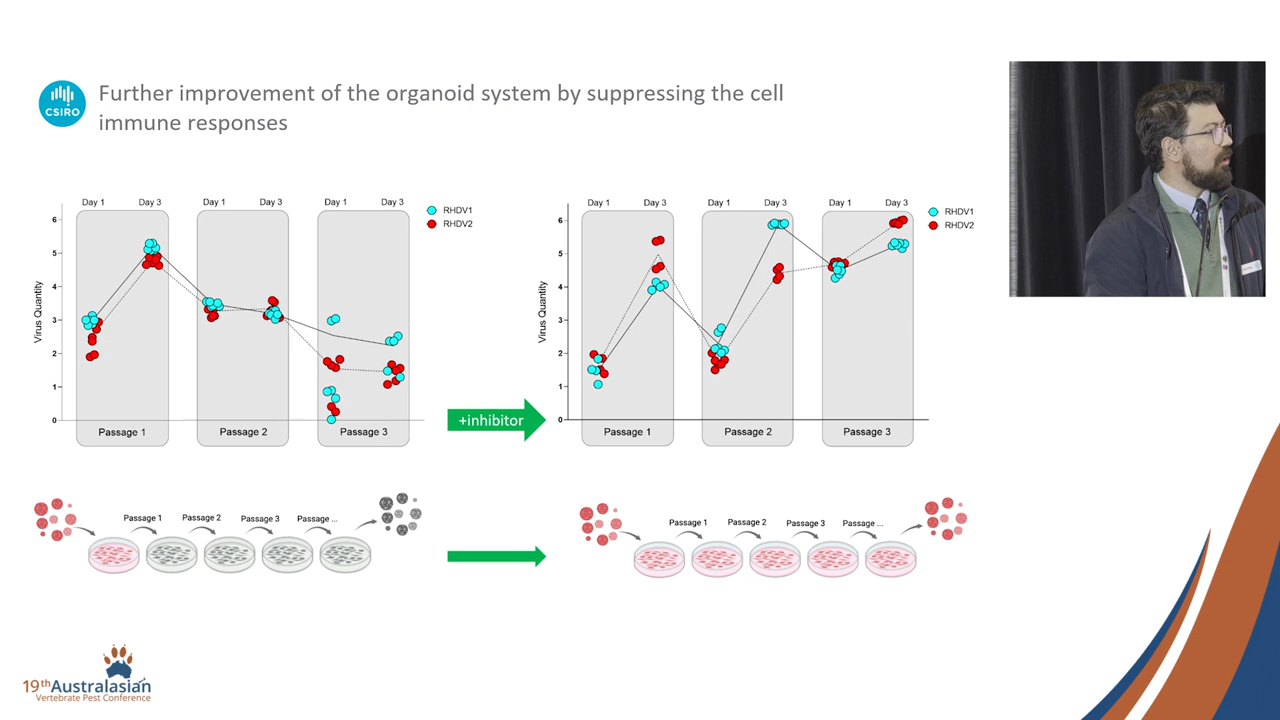 CSIRO
Further improvement of the organoid system by suppressing the cell
immune responses
Day 1 Day 3 Day 1 Day 3 Day 1 Day 3
RHDV1
RHDV2
Virus Quantity
6
5
4
3
2
1
0
Passage 1 Passage 2 Passage 3
+inhibitor
Day 1 Day 3 Day 1 Day 3 Day 1 Day 3
RHDV1
RHDV2
Virus Quantity
6
5
4
3
2
1
0
Passage 1 Passage 2 Passage 3
Passage 1 Passage 2 Passage 3 Passage ...
Passage 1 Passage 2 Passage 3 Passage ...
19th Australasian
Vertebrate Pest Conference